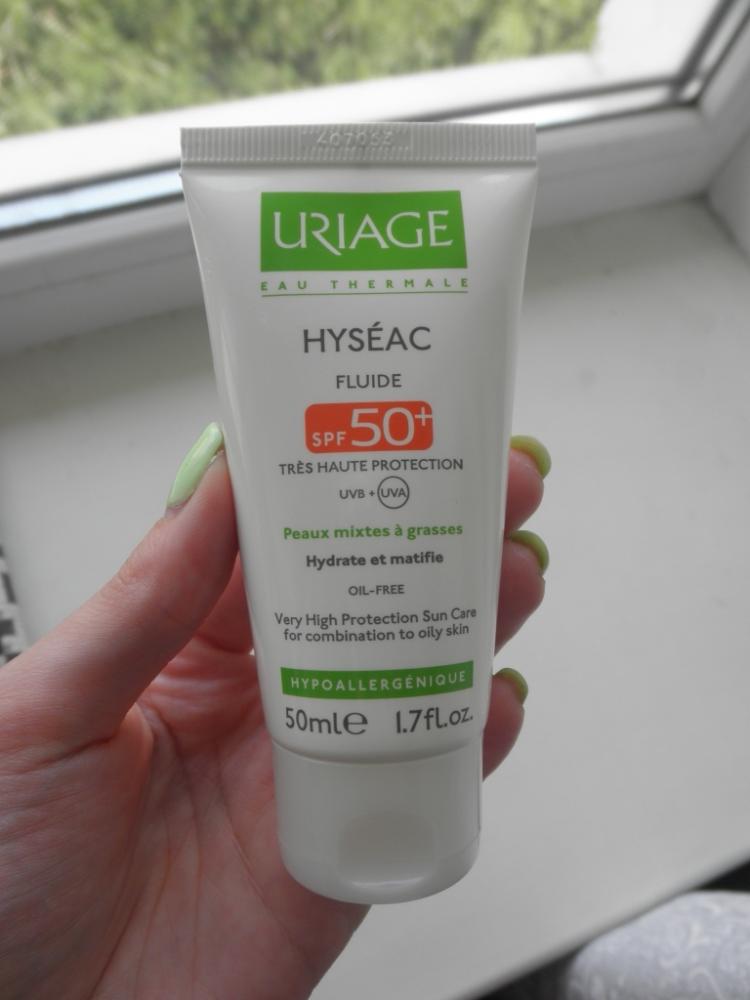 URIAGE
EAU THERMALE
HYSÉAC
FLUIDE
SPF 50+
TRÈS HAUTE PROTECTION
UVB + UVA
Peaux mixtes à grasses
Hydrate et matifie
OIL-FREE
Very High Protection Sun Care
for combination to oily skin
HYPOALLERGÉNIQUE
50ml℮ 1.7fl.oz.